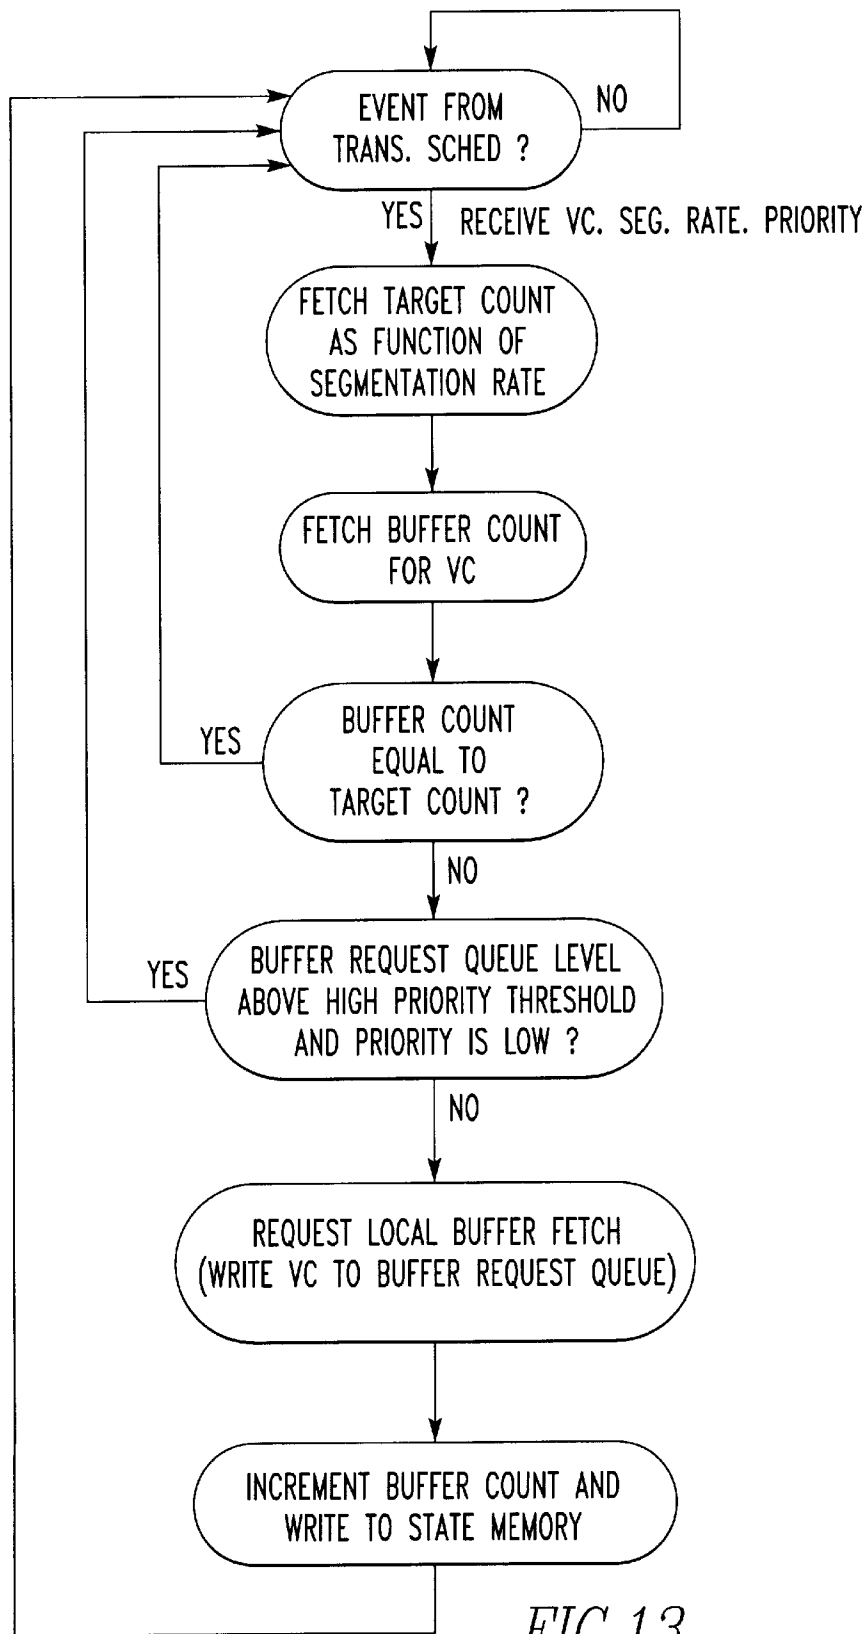 EVENT FROM
TRANS. SCHED ?
NO
YES
RECEIVE VC. SEG. RATE. PRIORITY
FETCH TARGET COUNT
AS FUNCTION OF
SEGMENTATION RATE
FETCH BUFFER COUNT
FOR VC
BUFFER COUNT
EQUAL TO
TARGET COUNT ?
YES
NO
BUFFER REQUEST QUEUE LEVEL
ABOVE HIGH PRIORITY THRESHOLD
AND PRIORITY IS LOW ?
YES
NO
REQUEST LOCAL BUFFER FETCH
(WRITE VC TO BUFFER REQUEST QUEUE)
INCREMENT BUFFER COUNT AND
WRITE TO STATE MEMORY
FIG. 13